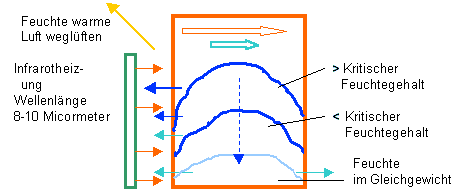 Feuchte warme
Luft weglüften
Infrarotheiz-
ung
Wellenlänge
8-10 Micormeter
> Kritischer
Feuchtegehalt
< Kritischer
Feuchtegehalt
Feuchte
im Gleichgewicht